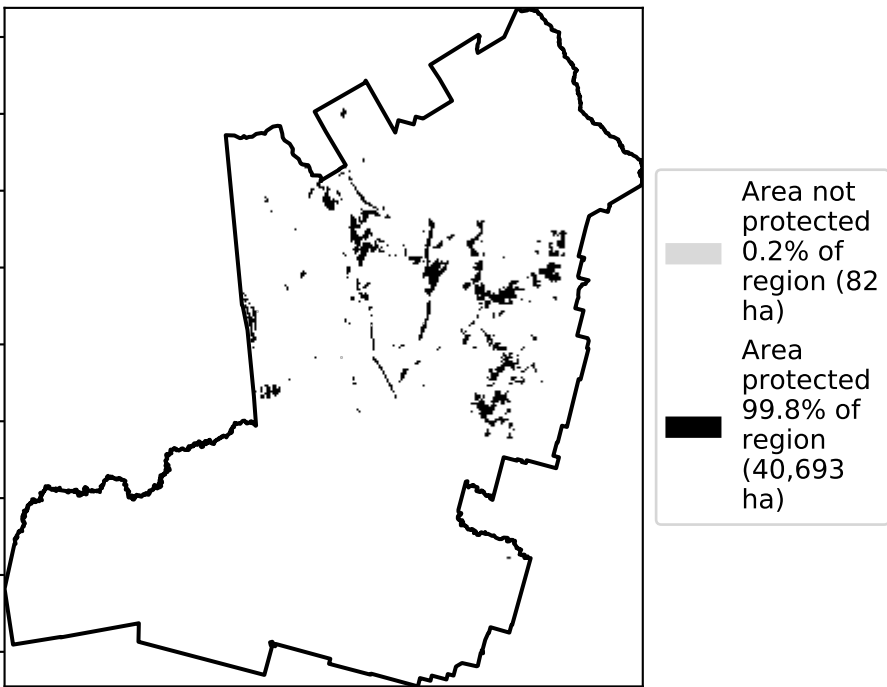 Area not
protected
0.2% of
region (82
ha)
Area
protected
99.8% of
region
(40,693
ha)